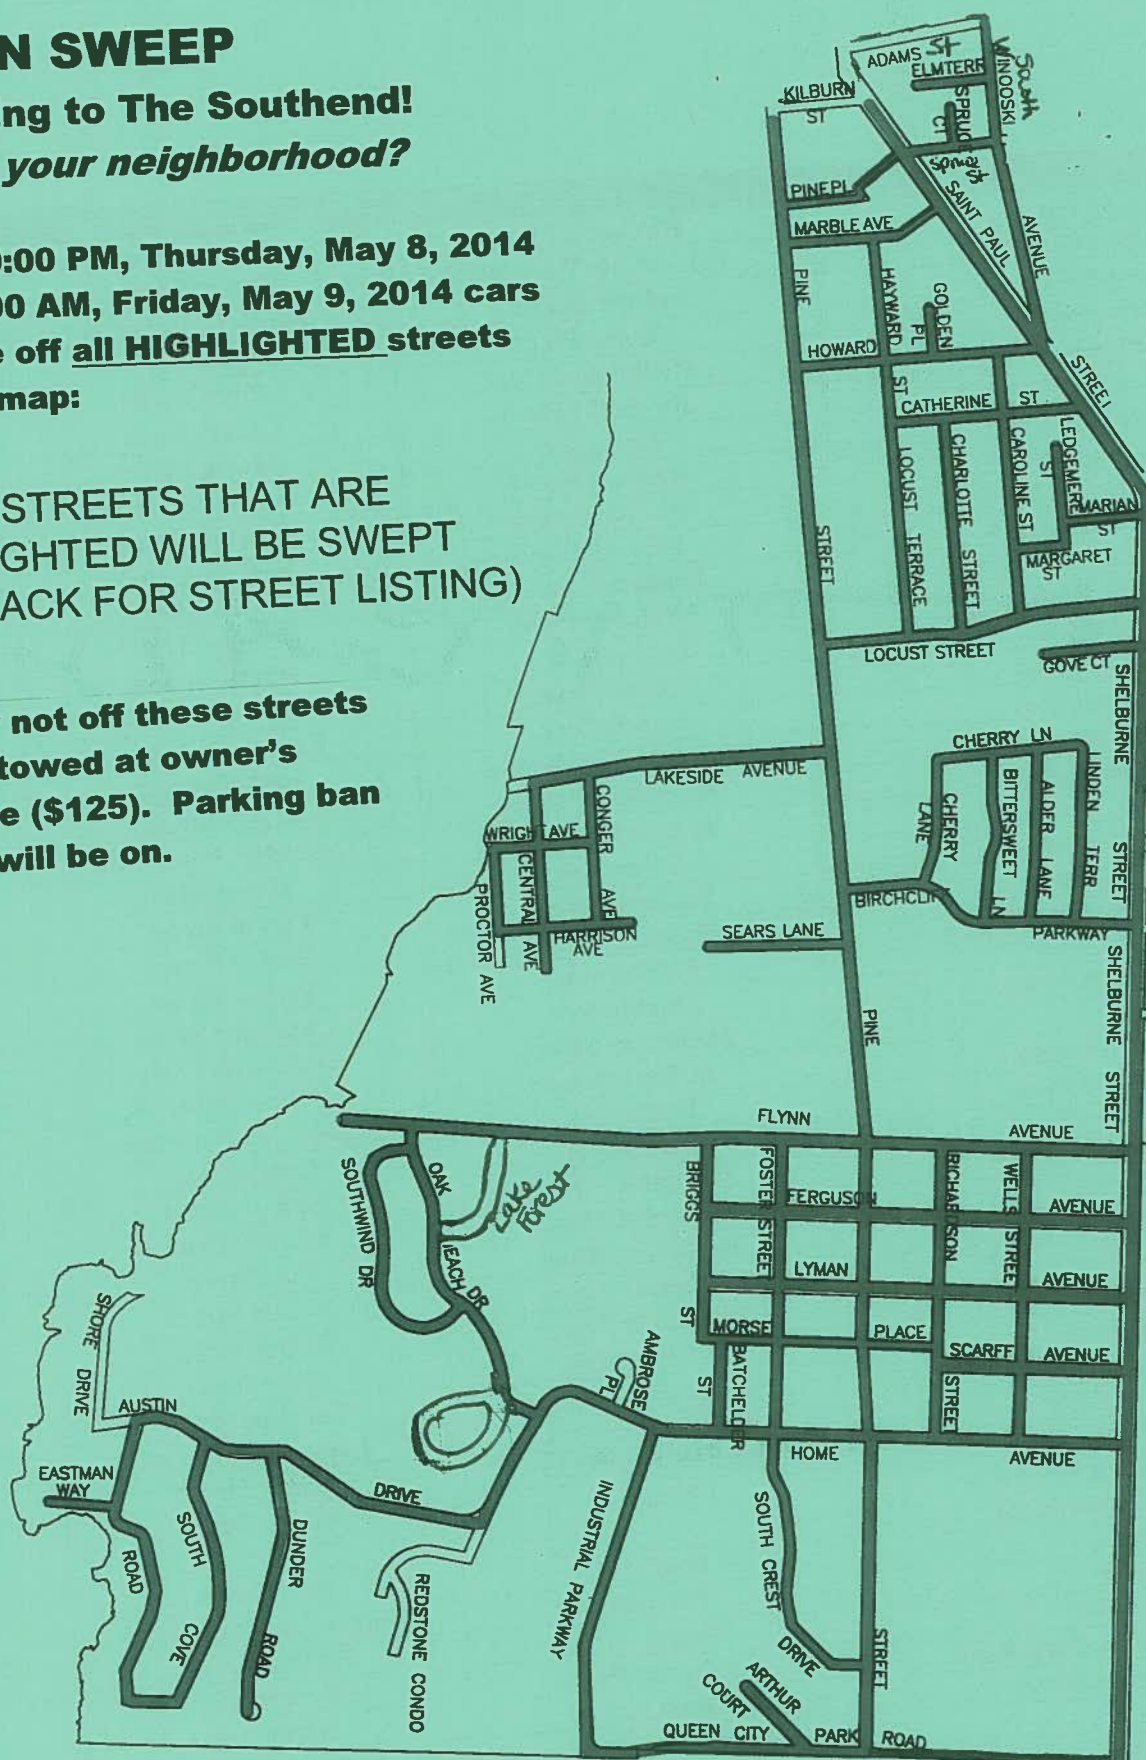 N SWEEP
ng to The Southend!
your neighborhood?
:00 PM, Thursday, May 8, 2014
00 AM, Friday, May 9, 2014 cars
e off all HIGHLIGHTED streets
map:
STREETS THAT ARE
GHTED WILL BE SWEPT
ACK FOR STREET LISTING)
not off these streets
towed at owner's
e ($125). Parking ban
will be on.
ADAMS St
ELMTERR
WINOOSKI
South
KILBURN
ST
SPRUCE
CT
Spruce St
PINE PL
SAINT PAUL
AVENUE
MARBLE AVE
PINE
HAYWARD
GOLDEN
PL
HOWARD
STREET
ST
CATHERINE ST
LEDGEMERE
ST
LOCUST TERRACE
CHARLOTTE STREET
CAROLINE ST
MARIAN
ST
MARGARET
ST
STREET
LOCUST STREET
GOVE CT
SHELBURNE
CHERRY LN
LAKESIDE AVENUE
LINDEN TERR
ALDER LANE
BITTERSWEET
LN
CHERRY
LANE
CONGER
AVE
WRIGHT AVE
CENTRAL AVE
PROCTOR AVE
STREET
BIRCHCLIF
PARKWAY
HARRISON
AVE
SEARS LANE
SHELBURNE
STREET
PINE
FLYNN
AVENUE
OAK
EACH DR
SOUTHWIND DR
Lake
Forest
BRIGGS
ST
FOSTER STREET
FERGUSON
RICHARDSON
WELLS STREE
AVENUE
LYMAN
AVENUE
SHORE DRIVE
MORSE
PLACE
SCARFF AVENUE
AMBROSE
PL
ST
BATCHELDER
STREET
AUSTIN
HOME
AVENUE
EASTMAN
WAY
DRIVE
INDUSTRIAL PARKWAY
SOUTH CREST
DRIVE
SOUTH
COVE
ROAD
DUNDER
ROAD
REDSTONE CONDO
STREET
ARTHUR
COURT
QUEEN CITY PARK ROAD